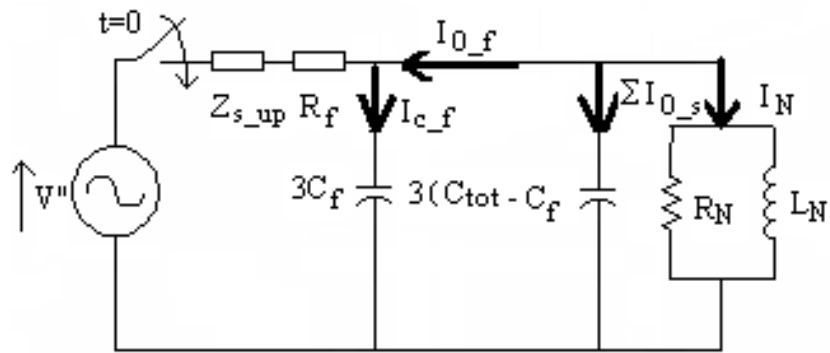 t=0
I0_f
Zs_up Rf
Ic_f
ΣI0_s
IN
V"
3Cf
3(Ctot - Cf
RN
LN